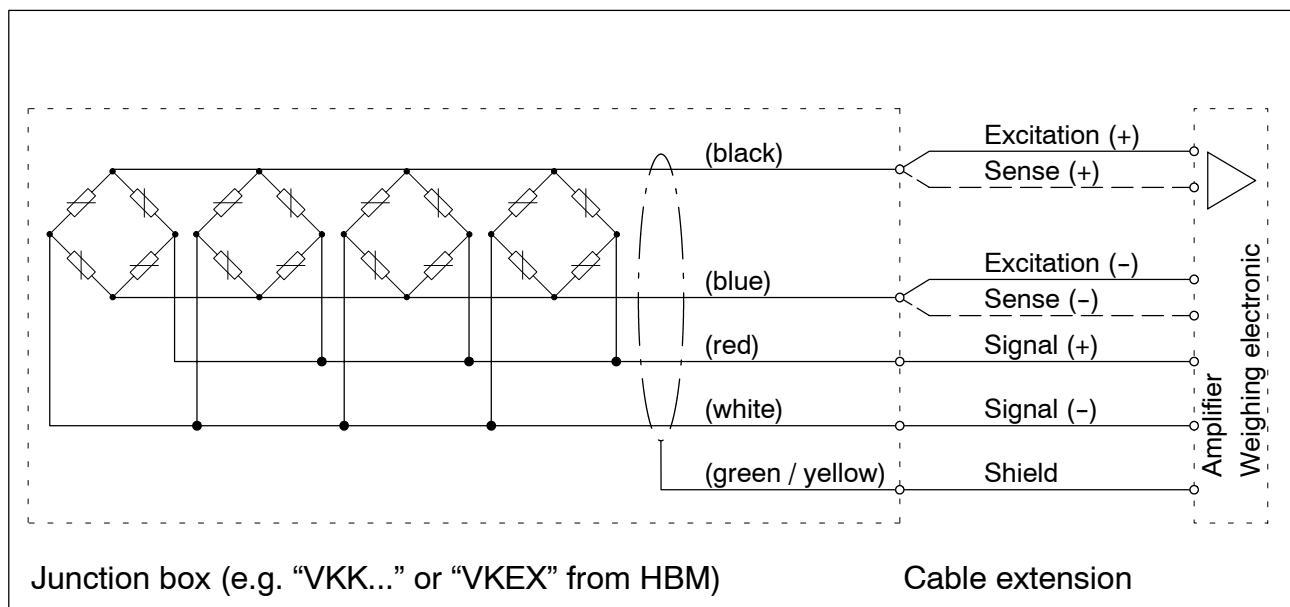 (black)
Excitation (+)
Sense (+)
(blue)
Excitation (–)
Sense (–)
(red)
Signal (+)
(white)
Signal (–)
(green / yellow)
Shield
Amplifier
Weighing electronic
Junction box (e.g. “VKK...” or “VKEX” from HBM)
Cable extension